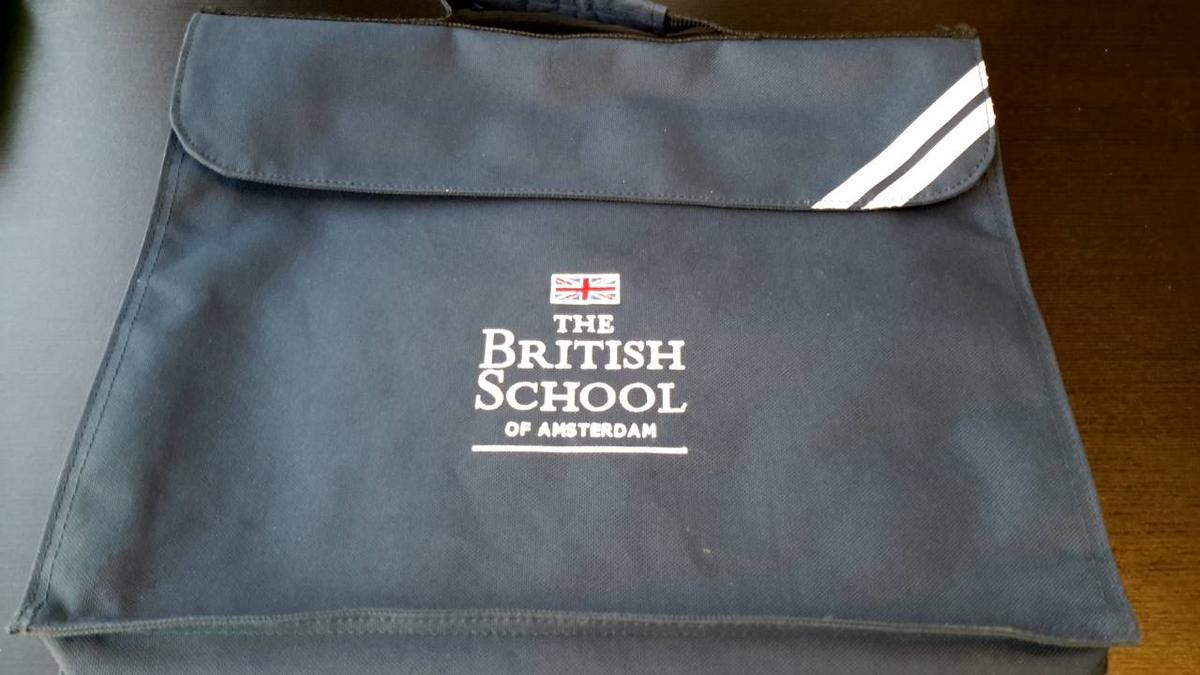 THE
BRITISH
SCHOOL
OF AMSTERDAM